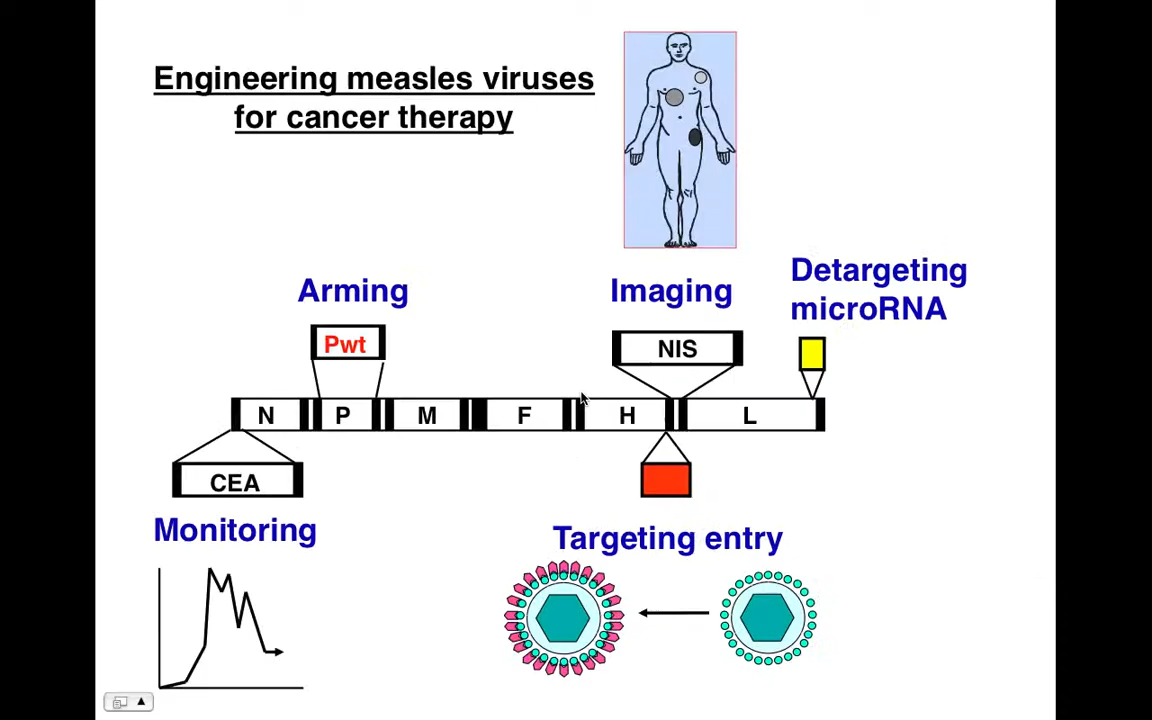 Engineering measles viruses
for cancer therapy
Arming
Imaging
Detargeting
microRNA
Pwt
NIS
N P M F H L
CEA
Monitoring
Targeting entry